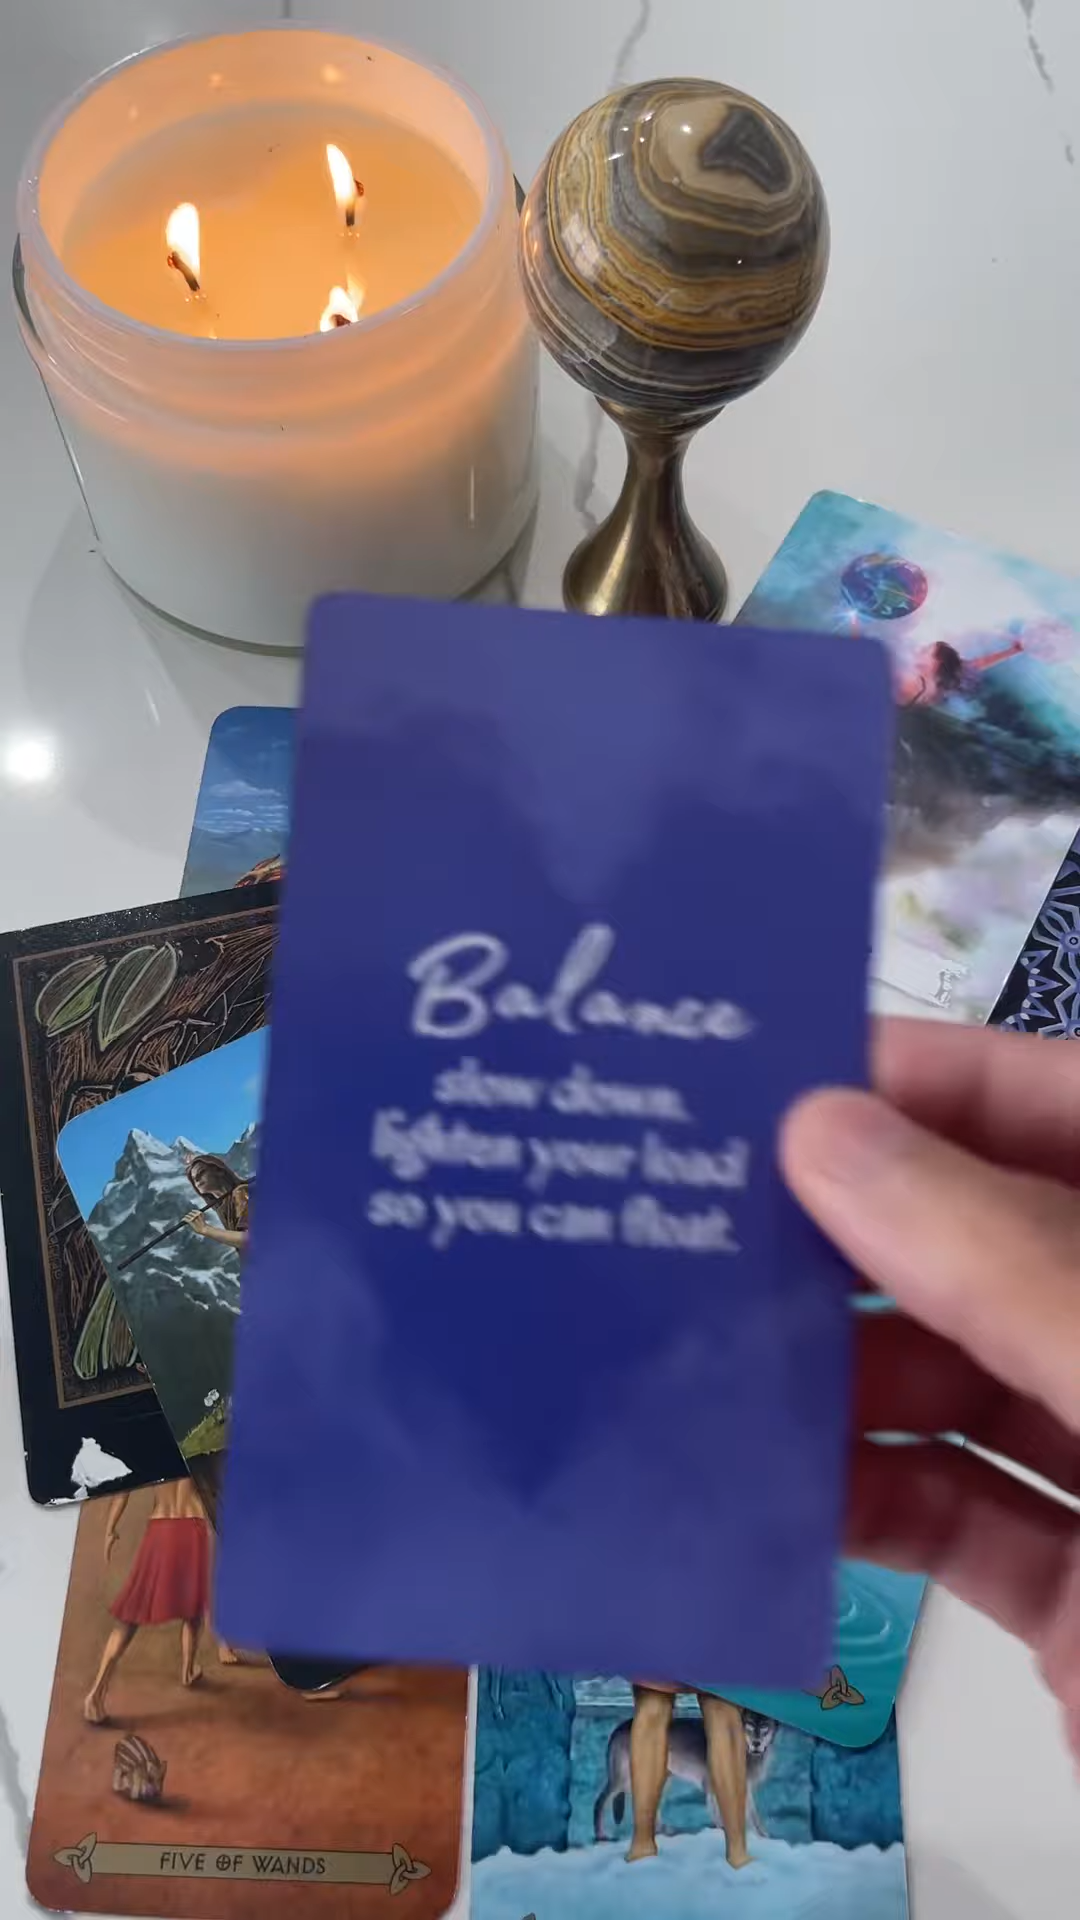 Balance
slow down.
lighten your load
so you can float.
FIVE OF WANDS